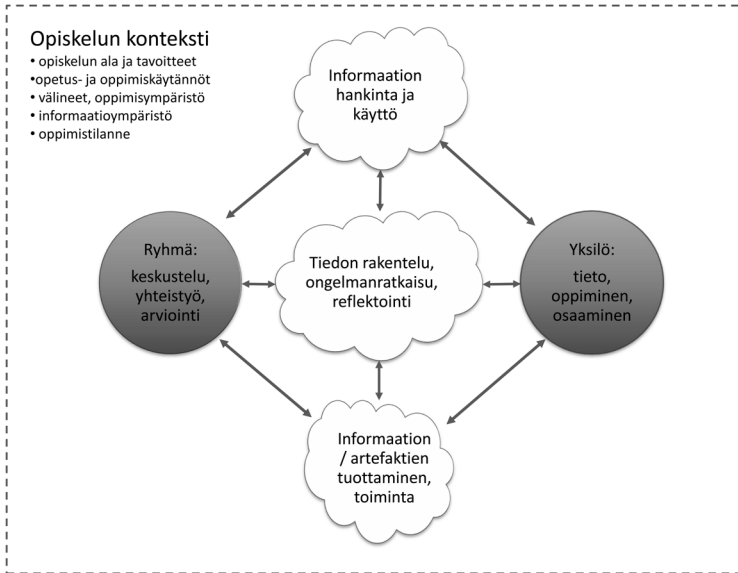 Opiskelun konteksti
• opiskelun ala ja tavoitteet
•opetus- ja oppimiskäytännöt
• välineet, oppimisympäristö
• informaatioympäristö
• oppimistilanne
Informaation
hankinta ja
käyttö
Ryhmä:
keskustelu,
yhteistyö,
arviointi
Tiedon rakentelu,
ongelmanratkaisu,
reflektointi
Yksilö:
tieto,
oppiminen,
osaaminen
Informaation
/ artefaktien
tuottaminen,
toiminta